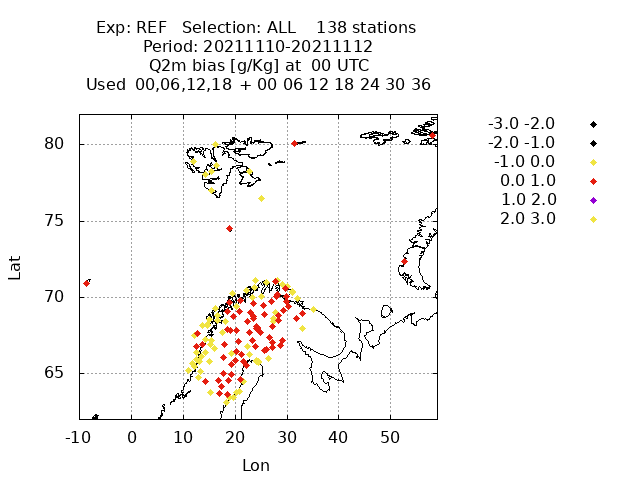 Exp: REF Selection: ALL 138 stations
Period: 20211110-20211112
Q2m bias [g/Kg] at 00 UTC
Used 00,06,12,18 + 00 06 12 18 24 30 36
-3.0 -2.0
-2.0 -1.0
-1.0 0.0
0.0 1.0
1.0 2.0
2.0 3.0
80
75
70
65
Lat
-10 0 10 20 30 40 50
Lon